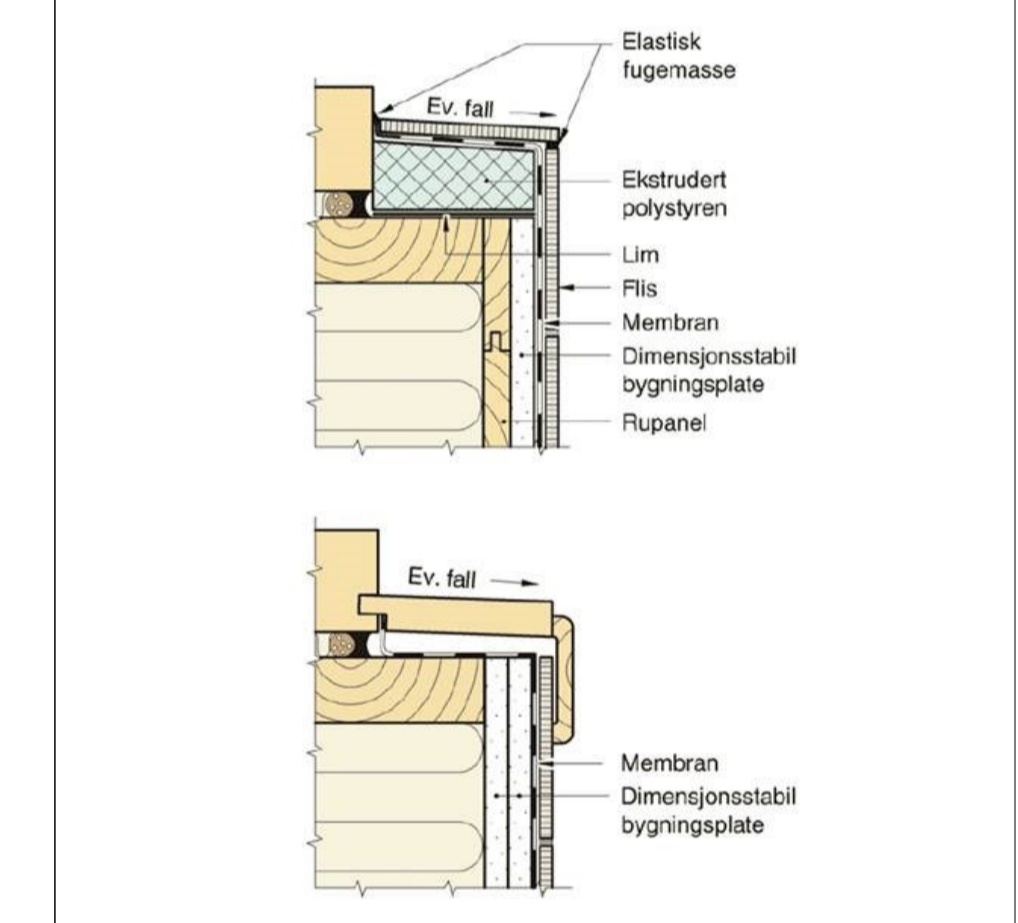 Elastisk
fugemasse
Ev. fall
Ekstrudert
polystyren
Lim
Flis
Membran
Dimensjonsstabil
bygningsplate
Rupanel
Ev. fall
Membran
Dimensjonsstabil
bygningsplate